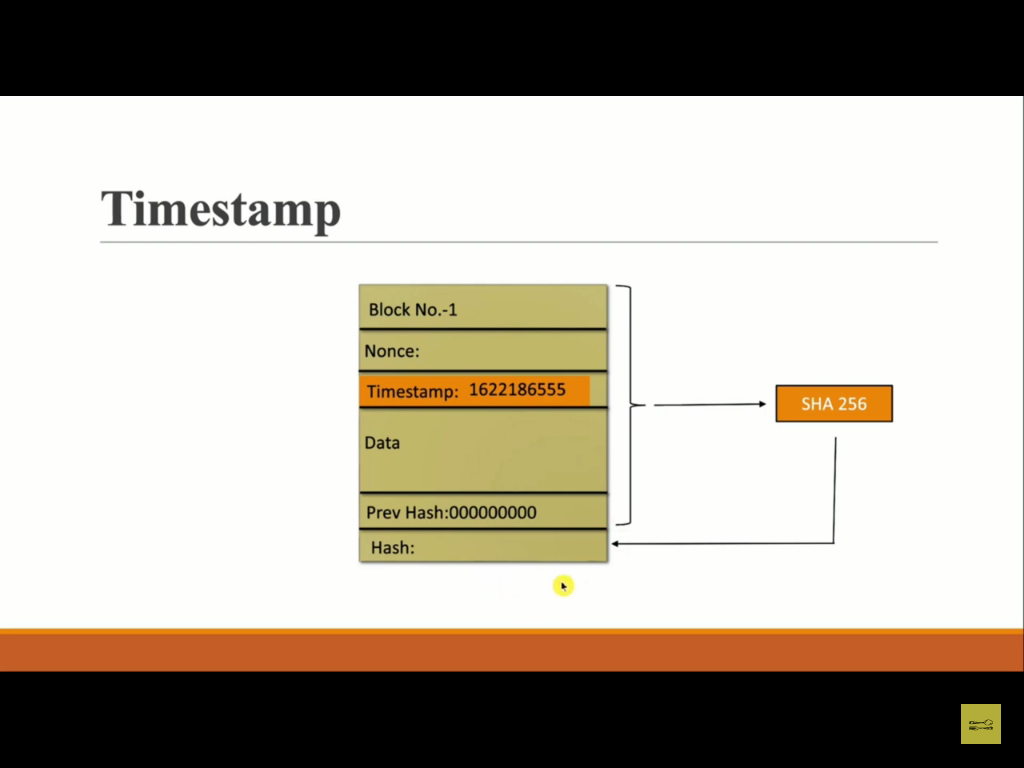 Timestamp
Block No.-1
Nonce:
Timestamp: 1622186555
Data
Prev Hash:000000000
Hash:
SHA 256